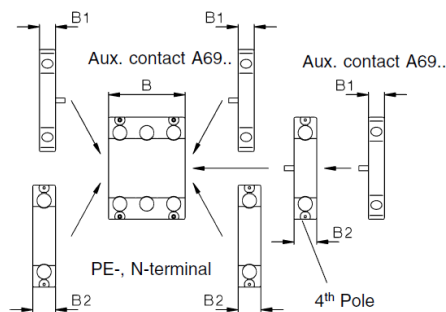 B1
B1
Aux. contact A69..
Aux. contact A69..
B
B1
PE-, N-terminal
B2
B2
B2
4th Pole